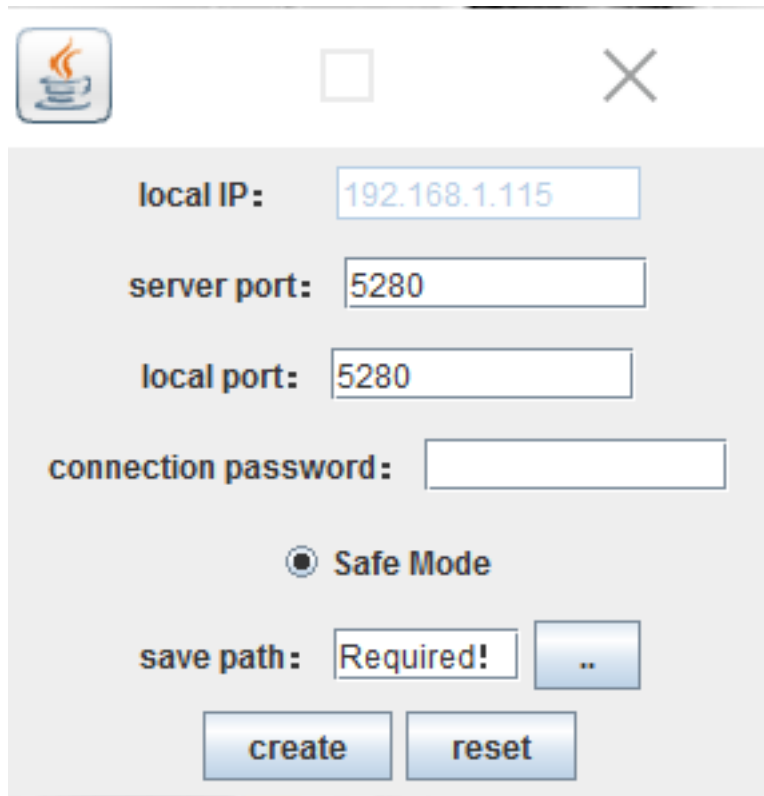 local IP： 192.168.1.115
server port： 5280
local port： 5280
connection password：
Safe Mode
save path： Required! ..
create reset